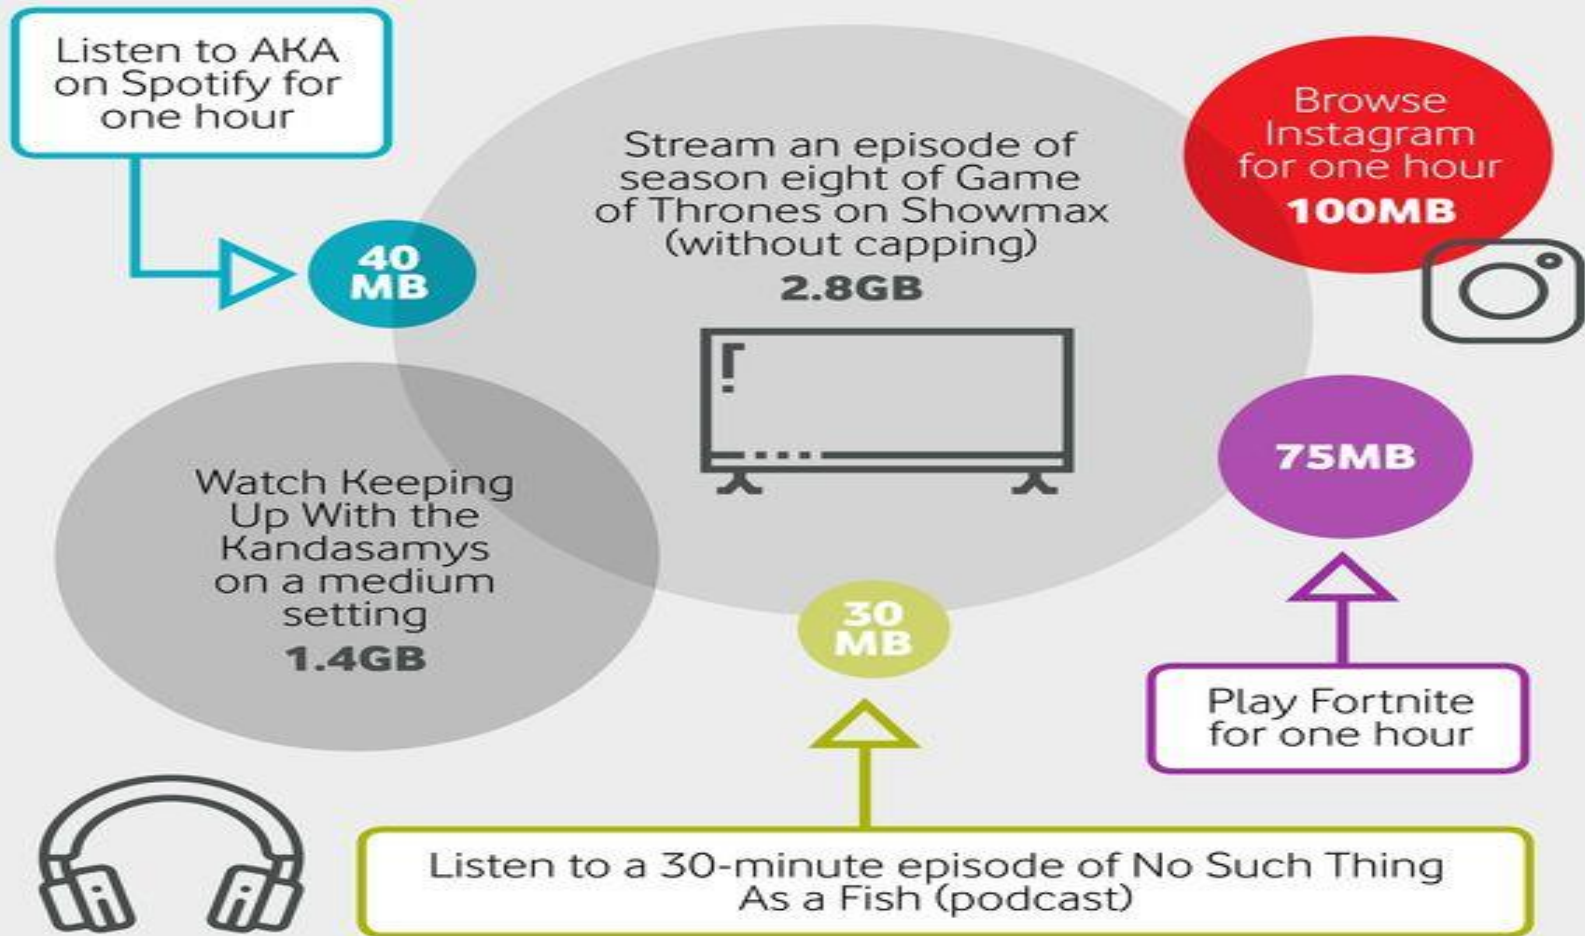 Listen to AKA
on Spotify for
one hour
40
MB
Stream an episode of
season eight of Game
of Thrones on Showmax
(without capping)
2.8GB
Browse
Instagram
for one hour
100MB
75MB
Play Fortnite
for one hour
Watch Keeping
Up With the
Kandasamys
on a medium
setting
1.4GB
30
MB
Listen to a 30-minute episode of No Such Thing
As a Fish (podcast)